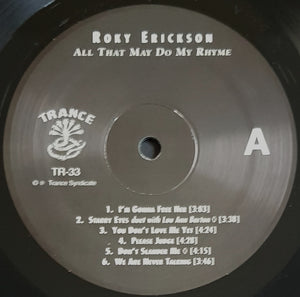 Roky Erickson
All That May Do My Rhyme
TRANCE
A
TR-33
℗ © Trance Syndicate
1. I'm Gonna Free Her [3:03]
2. Starry Eyes duet with Lou Ann Barton ◊ [3:38]
3. You Don't Love Me Yet [4:24]
4. Please Judge [4:28]
5. Don't Slander Me ◊ [4:15]
6. We Are Never Talking [3:46]